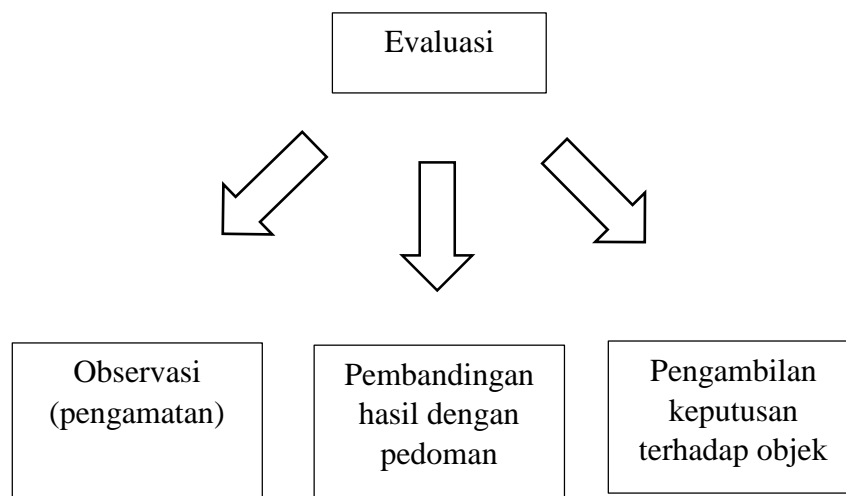 Evaluasi
Observasi
(pengamatan)
Pembandingan
hasil dengan
pedoman
Pengambilan
keputusan
terhadap objek